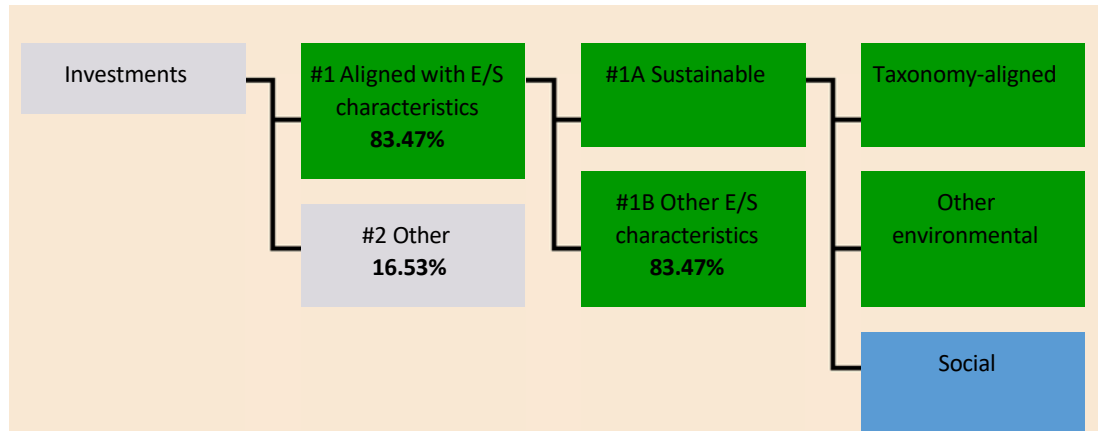 Investments
#1 Aligned with E/S
characteristics
83.47%
#2 Other
16.53%
#1A Sustainable
#1B Other E/S
characteristics
83.47%
Taxonomy-aligned
Other
environmental
Social